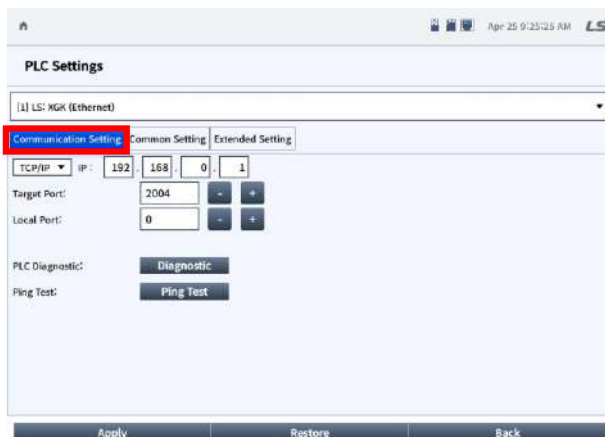 Apr 25 9:25:25 AM LS
PLC Settings
[1] LS: XGK (Ethernet)
Communication Setting Common Setting Extended Setting
TCP/IP IP : 192 . 168 . 0 . 1
Target Port: 2004 - +
Local Port: 0 - +
PLC Diagnostic: Diagnostic
Ping Test: Ping Test
Apply Restore Back